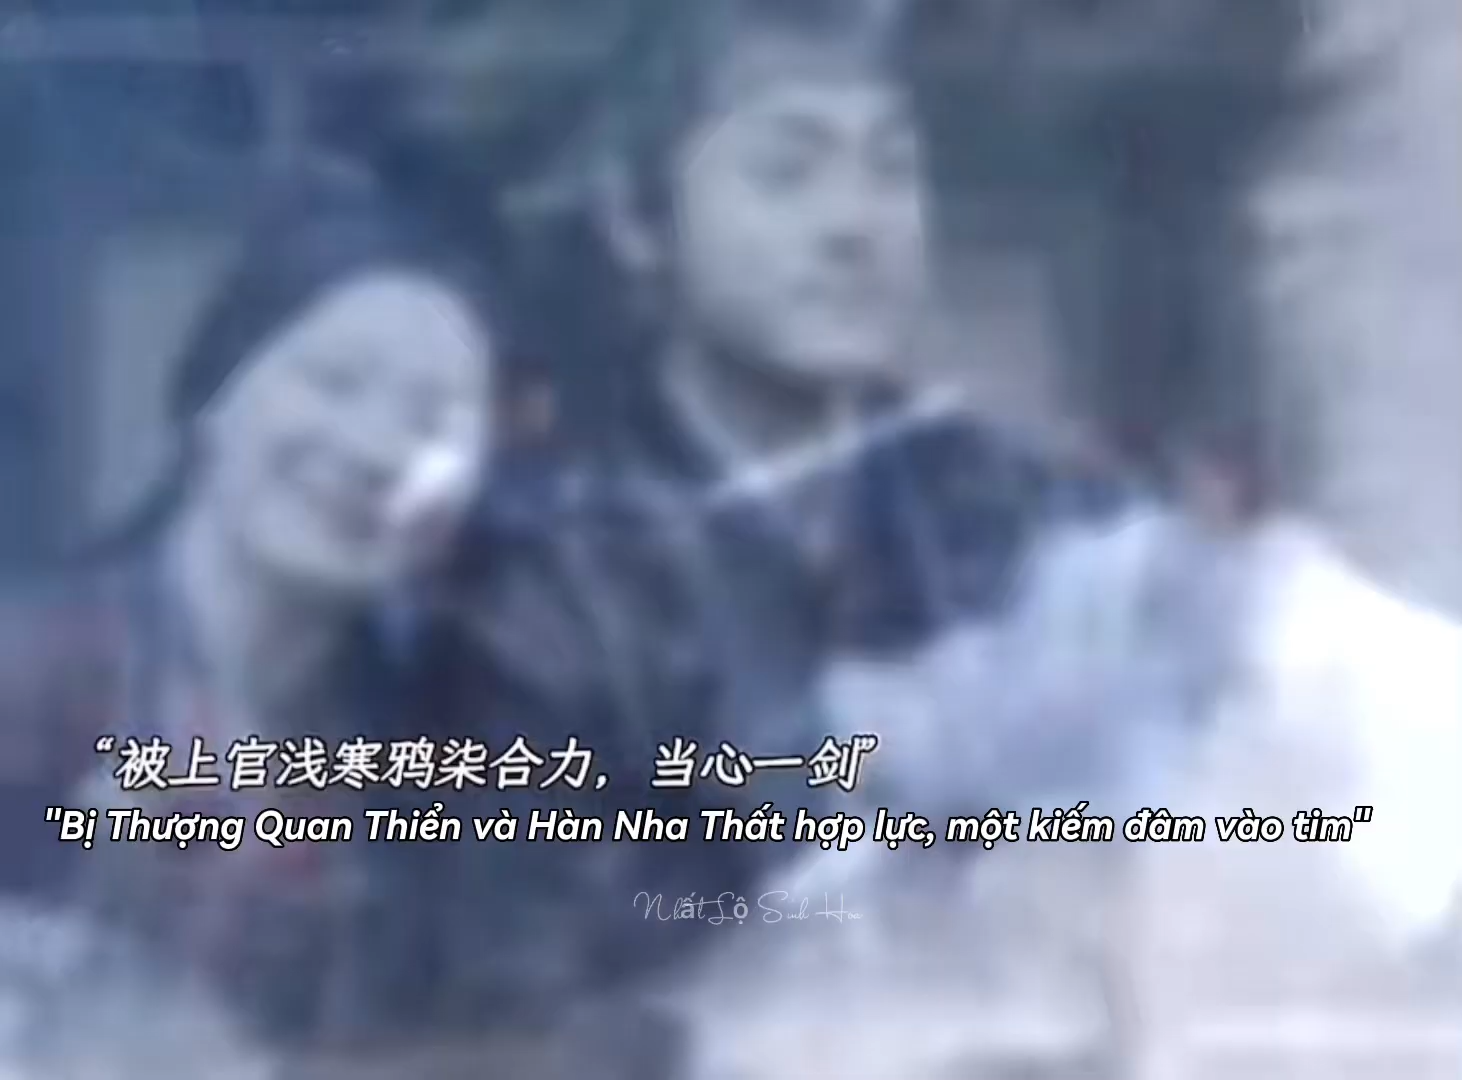 “被上官浅寒鸦柒合力，当心一剑”
"Bị Thượng Quan Thiển và Hàn Nha Thất hợp lực, một kiếm đâm vào tim"
Nhất Lộ Sinh Hoa